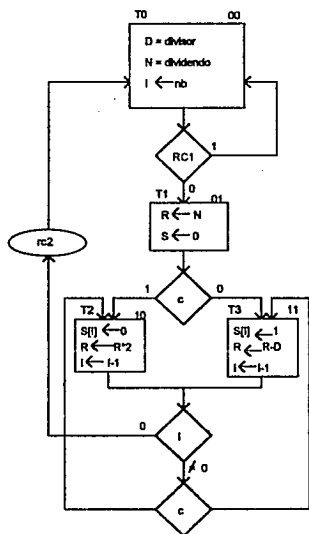 T0 00
D = divisor
N = dividendo
I ← nb
RC1 1
0
T1 01
R ← N
S ← 0
rc2
1 c 0
T2 10
S[I] ← 0
R ← R*2
I ← I-1
T3 11
S[I] ← 1
R ← R-D
I ← I-1
0 I
≠ 0
c